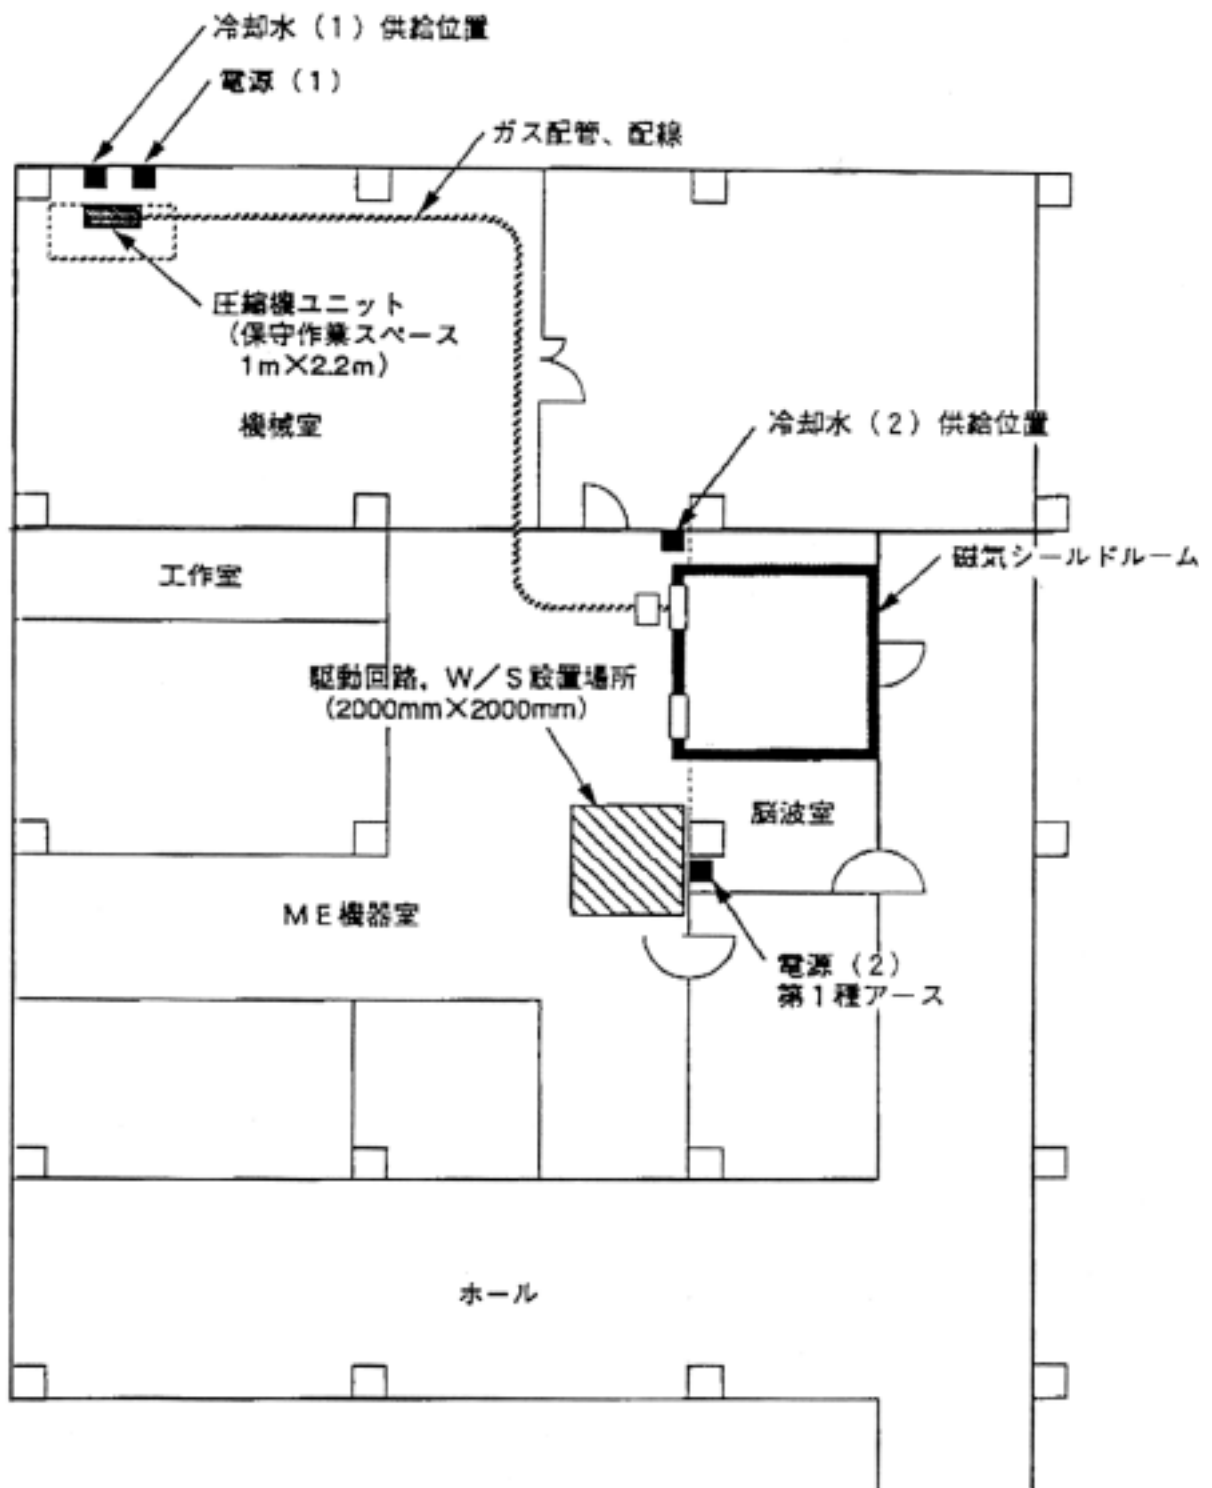 冷却水（1）供給位置
電源（1）
ガス配管、配線
圧縮機ユニット
（保守作業スペース
1m×2.2m）
機械室
冷却水（2）供給位置
磁気シールドルーム
工作室
駆動回路，W／S設置場所
（2000mm×2000mm）
脳波室
ME機器室
電源（2）
第1種アース
ホール